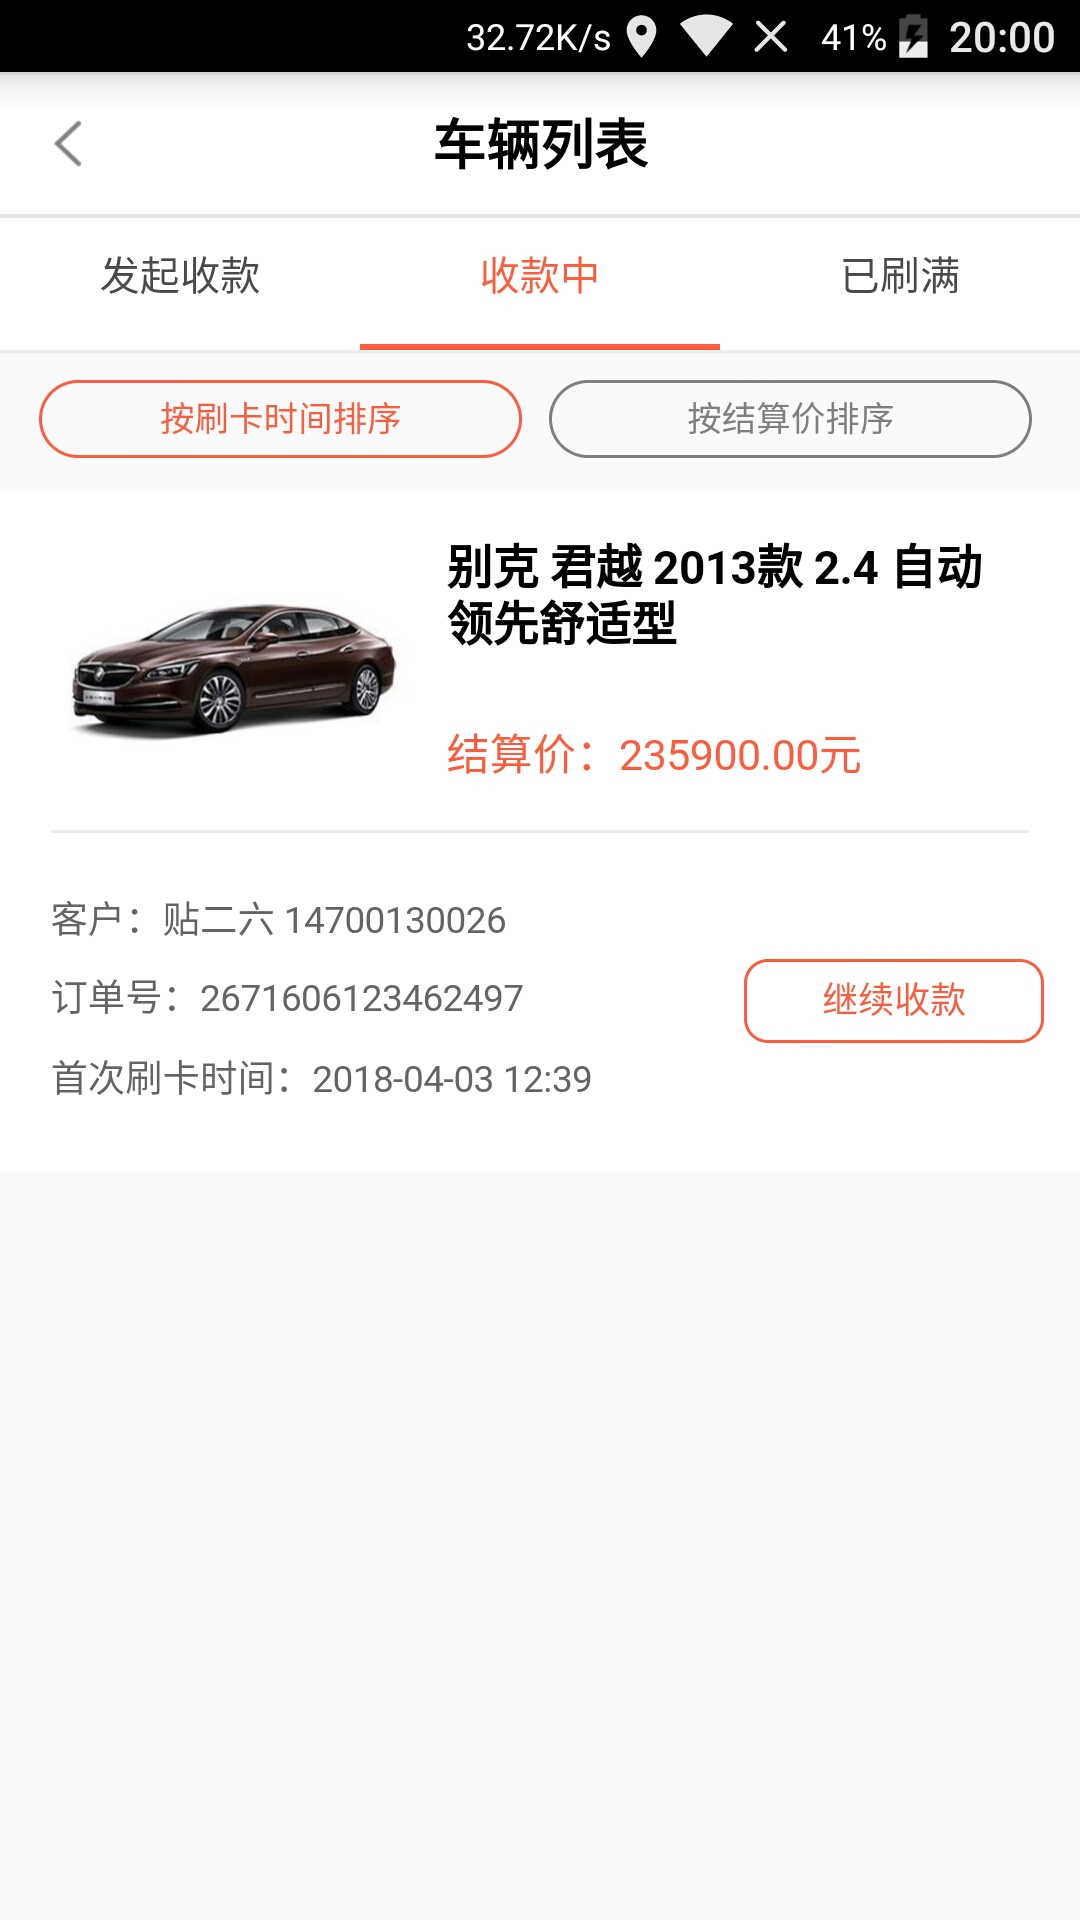 32.72K/s 41% 20:00
车辆列表
发起收款 收款中 已刷满
按刷卡时间排序 按结算价排序
别克 君越 2013款 2.4 自动
领先舒适型
结算价：235900.00元
客户：贴二六 14700130026
订单号：2671606123462497
继续收款
首次刷卡时间：2018-04-03 12:39